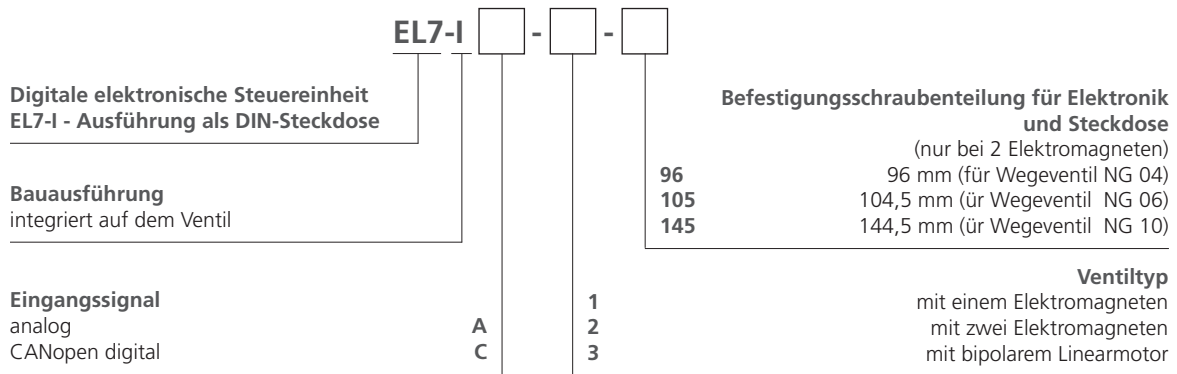 EL7-I - -
Digitale elektronische Steuereinheit
EL7-I - Ausführung als DIN-Steckdose
Bauausführung
integriert auf dem Ventil
Eingangssignal
analog A
CANopen digital C
Befestigungsschraubenteilung für Elektronik
und Steckdose
(nur bei 2 Elektromagneten)
96 96 mm (für Wegeventil NG 04)
105 104,5 mm (ür Wegeventil NG 06)
145 144,5 mm (ür Wegeventil NG 10)
Ventiltyp
1 mit einem Elektromagneten
2 mit zwei Elektromagneten
3 mit bipolarem Linearmotor